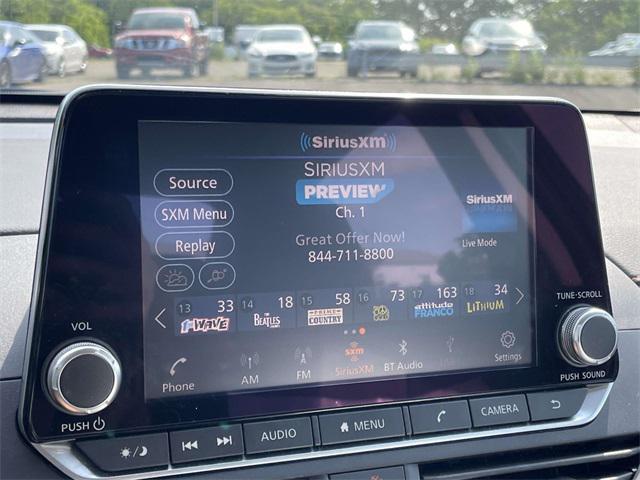 SiriusXM
SIRIUSXM
PREVIEW
Ch. 1
Great Offer Now!
844-711-8800
Source
SXM Menu
Replay
SiriusXM
Live Mode
13 33 14 18 15 58 16 73 17 163 18 34
1st WAVE THE BEATLES PRIME COUNTRY attitude FRANCO LITHIUM
Phone AM FM sxm SiriusXM BT Audio Settings
VOL
PUSH
TUNE·SCROLL
PUSH SOUND
AUDIO MENU CAMERA